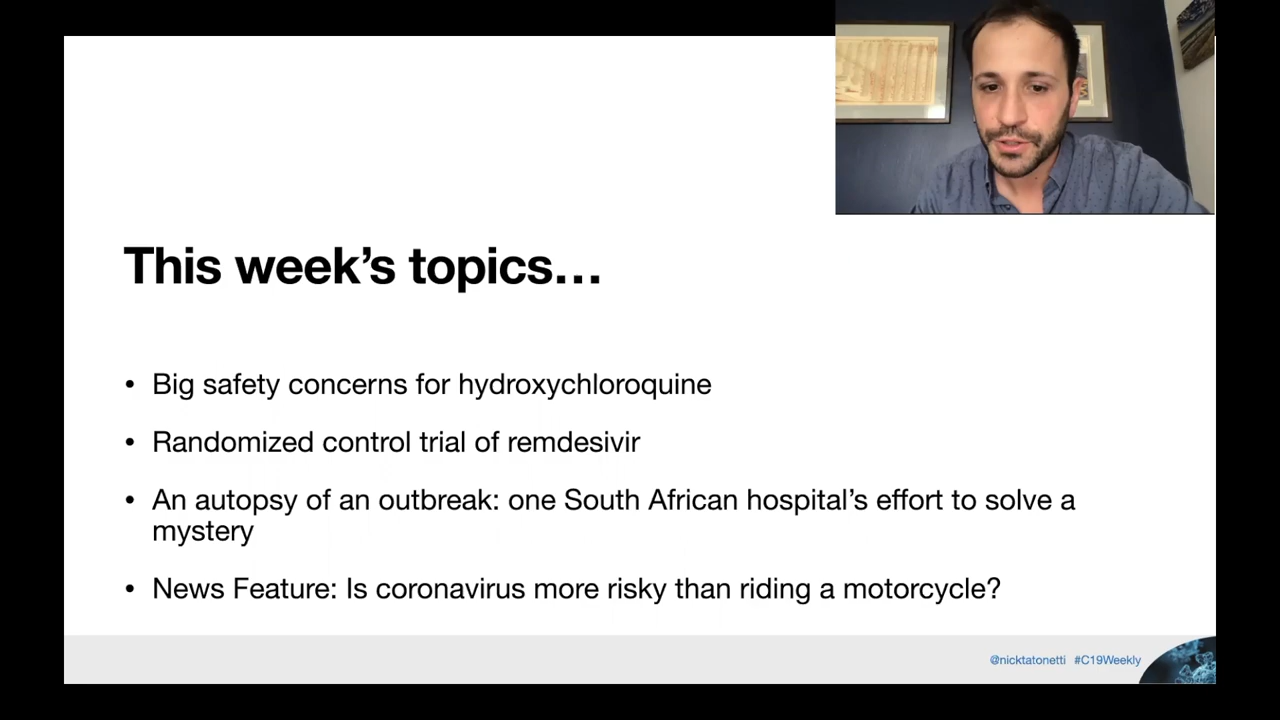 This week’s topics…
• Big safety concerns for hydroxychloroquine
• Randomized control trial of remdesivir
• An autopsy of an outbreak: one South African hospital’s effort to solve a
mystery
• News Feature: Is coronavirus more risky than riding a motorcycle?
@nicktatonetti #C19Weekly